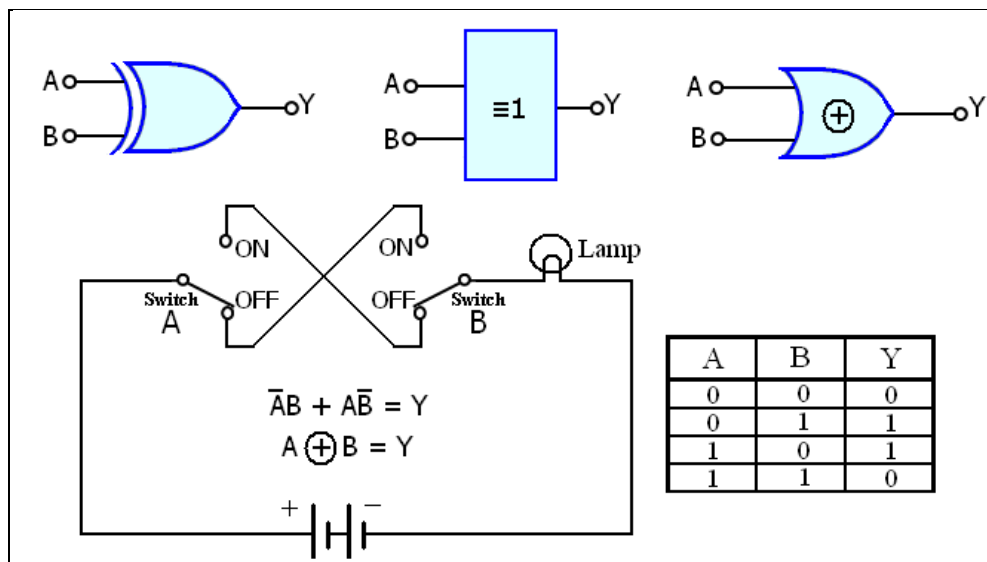 A
B
Y
A
B
≡1
Y
A
B
+
Y
ON
ON
Lamp
Switch
A
OFF
OFF
Switch
B
A̅B + AB̅ = Y
A ⊕ B = Y
+ −
A B Y
0 0 0
0 1 1
1 0 1
1 1 0